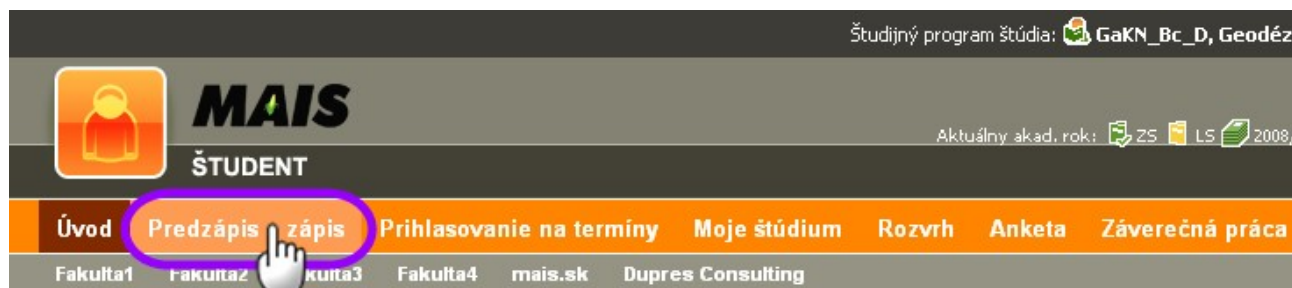 Študijný program štúdia: GaKN_Bc_D, Geodéz
MAIS
ŠTUDENT
Aktuálny akad. rok: ZS LS 2008/
Úvod Predzápis zápis Prihlasovanie na termíny Moje štúdium Rozvrh Anketa Záverečná práca
Fakulta1 Fakulta2 Fakulta3 Fakulta4 mais.sk Dupres Consulting